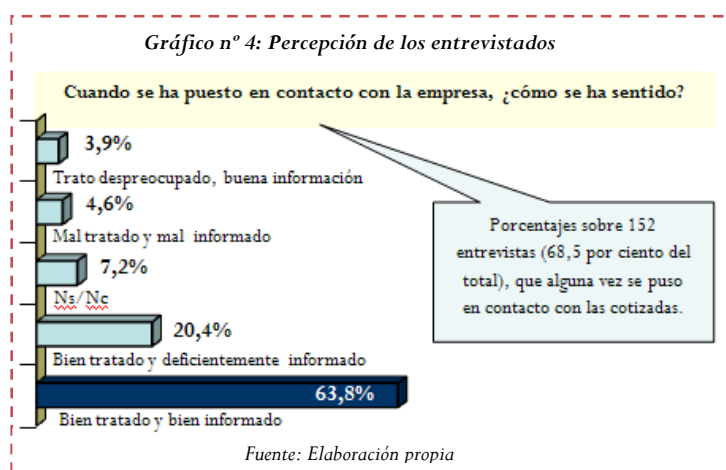 Gráfico nº 4: Percepción de los entrevistados
Cuando se ha puesto en contacto con la empresa, ¿cómo se ha sentido?
3,9%
Trato despreocupado, buena información
4,6%
Mal tratado y mal informado
7,2%
Ns/Nc
20,4%
Bien tratado y deficientemente informado
63,8%
Bien tratado y bien informado
Porcentajes sobre 152
entrevistas (68,5 por ciento del
total), que alguna vez se puso
en contacto con las cotizadas.
Fuente: Elaboración propia